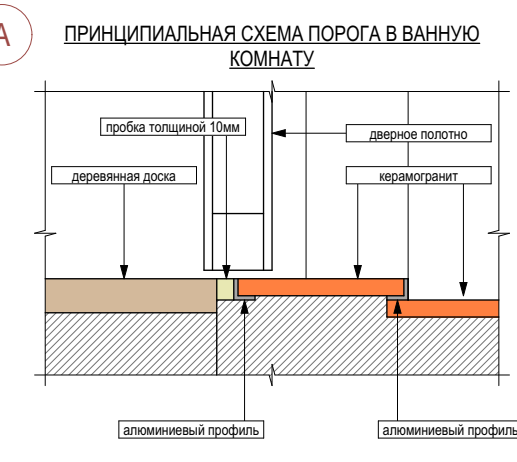 А
ПРИНЦИПИАЛЬНАЯ СХЕМА ПОРОГА В ВАННУЮ
КОМНАТУ
пробка толщиной 10мм
дверное полотно
деревянная доска
керамогранит
алюминиевый профиль
алюминиевый профиль